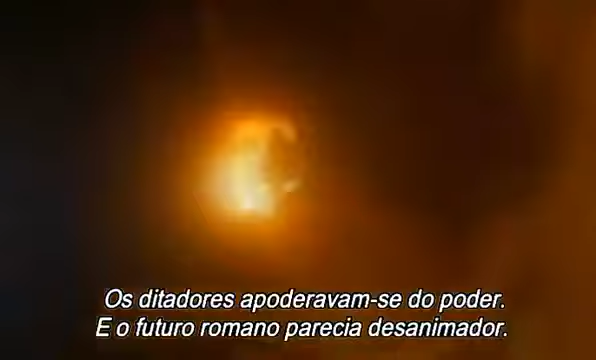 Os ditadores apoderavam-se do poder.
E o futuro romano parecia desanimador.